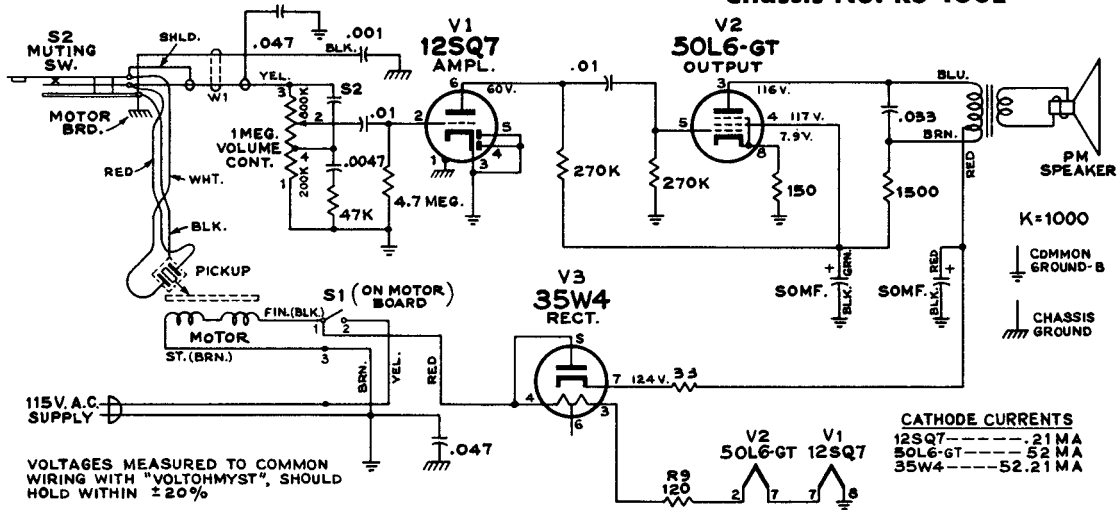 Chassis No. RS-166L
S2
MUTING
SW.
SHLD.
.047
.001
BLK.
YEL.
W1
MOTOR
BRD.
RED
WHT.
BLK.
PICKUP
3
800K
1 MEG.
VOLUME
CONT.
2
4
200K
1
S2
.01
.0047
47K
4.7 MEG.
V1
12SQ7
AMPL.
6
60V.
2
5
4
3
1
.01
270K
270K
V2
50L6-GT
OUTPUT
3
116V.
5
4
117V.
7.9V.
8
150
BLU.
.033
BRN.
RED
1500
PM
SPEAKER
K=1000
COMMON
GROUND-B
CHASSIS
GROUND
+
GRN.
50MF.
BLK.
RED
+
50MF.
BLK.
S1 (ON MOTOR
BOARD)
FIN.(BLK.)
1
2
MOTOR
ST.(BRN.)
3
BRN.
YEL.
RED
V3
35W4
RECT.
5
7
124V.
33
4
3
6
115V. A.C.
SUPPLY
.047
VOLTAGES MEASURED TO COMMON
WIRING WITH "VOLTOHMYST", SHOULD
HOLD WITHIN ±20%
R9
120
V2
50L6-GT
V1
12SQ7
2
7
7
8
CATHODE CURRENTS
12SQ7------.21 MA
50L6-GT----52 MA
35W4-----52.21 MA